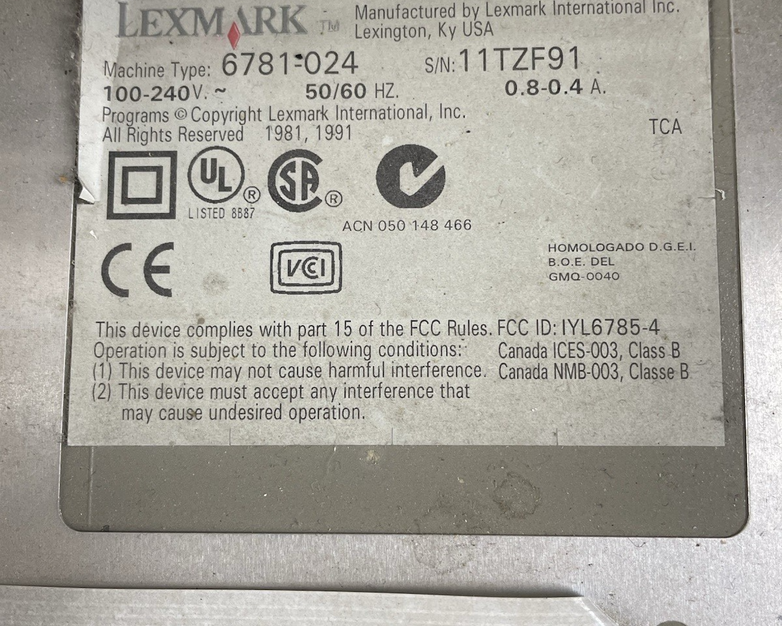 LEXMARK ™ Manufactured by Lexmark International Inc.
Lexington, Ky USA
Machine Type: 6781-024 S/N: 11TZF91
100-240V. ~ 50/60 HZ. 0.8-0.4 A.
Programs © Copyright Lexmark International, Inc.
All Rights Reserved 1981, 1991
TCA
UL ® SA ®
LISTED 8B87
ACN 050 148 466
CE VCI
HOMOLOGADO D.G.E.I.
B.O.E. DEL
GMQ-0040
This device complies with part 15 of the FCC Rules. FCC ID: IYL6785-4
Operation is subject to the following conditions: Canada ICES-003, Class B
(1) This device may not cause harmful interference. Canada NMB-003, Classe B
(2) This device must accept any interference that
may cause undesired operation.